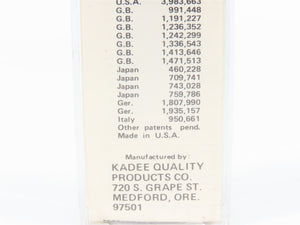 U.S.A. 3,983,663
G.B. 991,448
G.B. 1,191,227
G.B. 1,236,352
G.B. 1,242,299
G.B. 1,336,543
G.B. 1,413,646
G.B. 1,471,513
Japan 460,228
Japan 709,741
Japan 743,028
Japan 759,786
Ger. 1,807,990
Ger. 1,935,157
Italy 950,661
Other patents pend.
Made in U.S.A.
Manufactured by:
KADEE QUALITY
PRODUCTS CO.
720 S. GRAPE ST.
MEDFORD, ORE.
97501